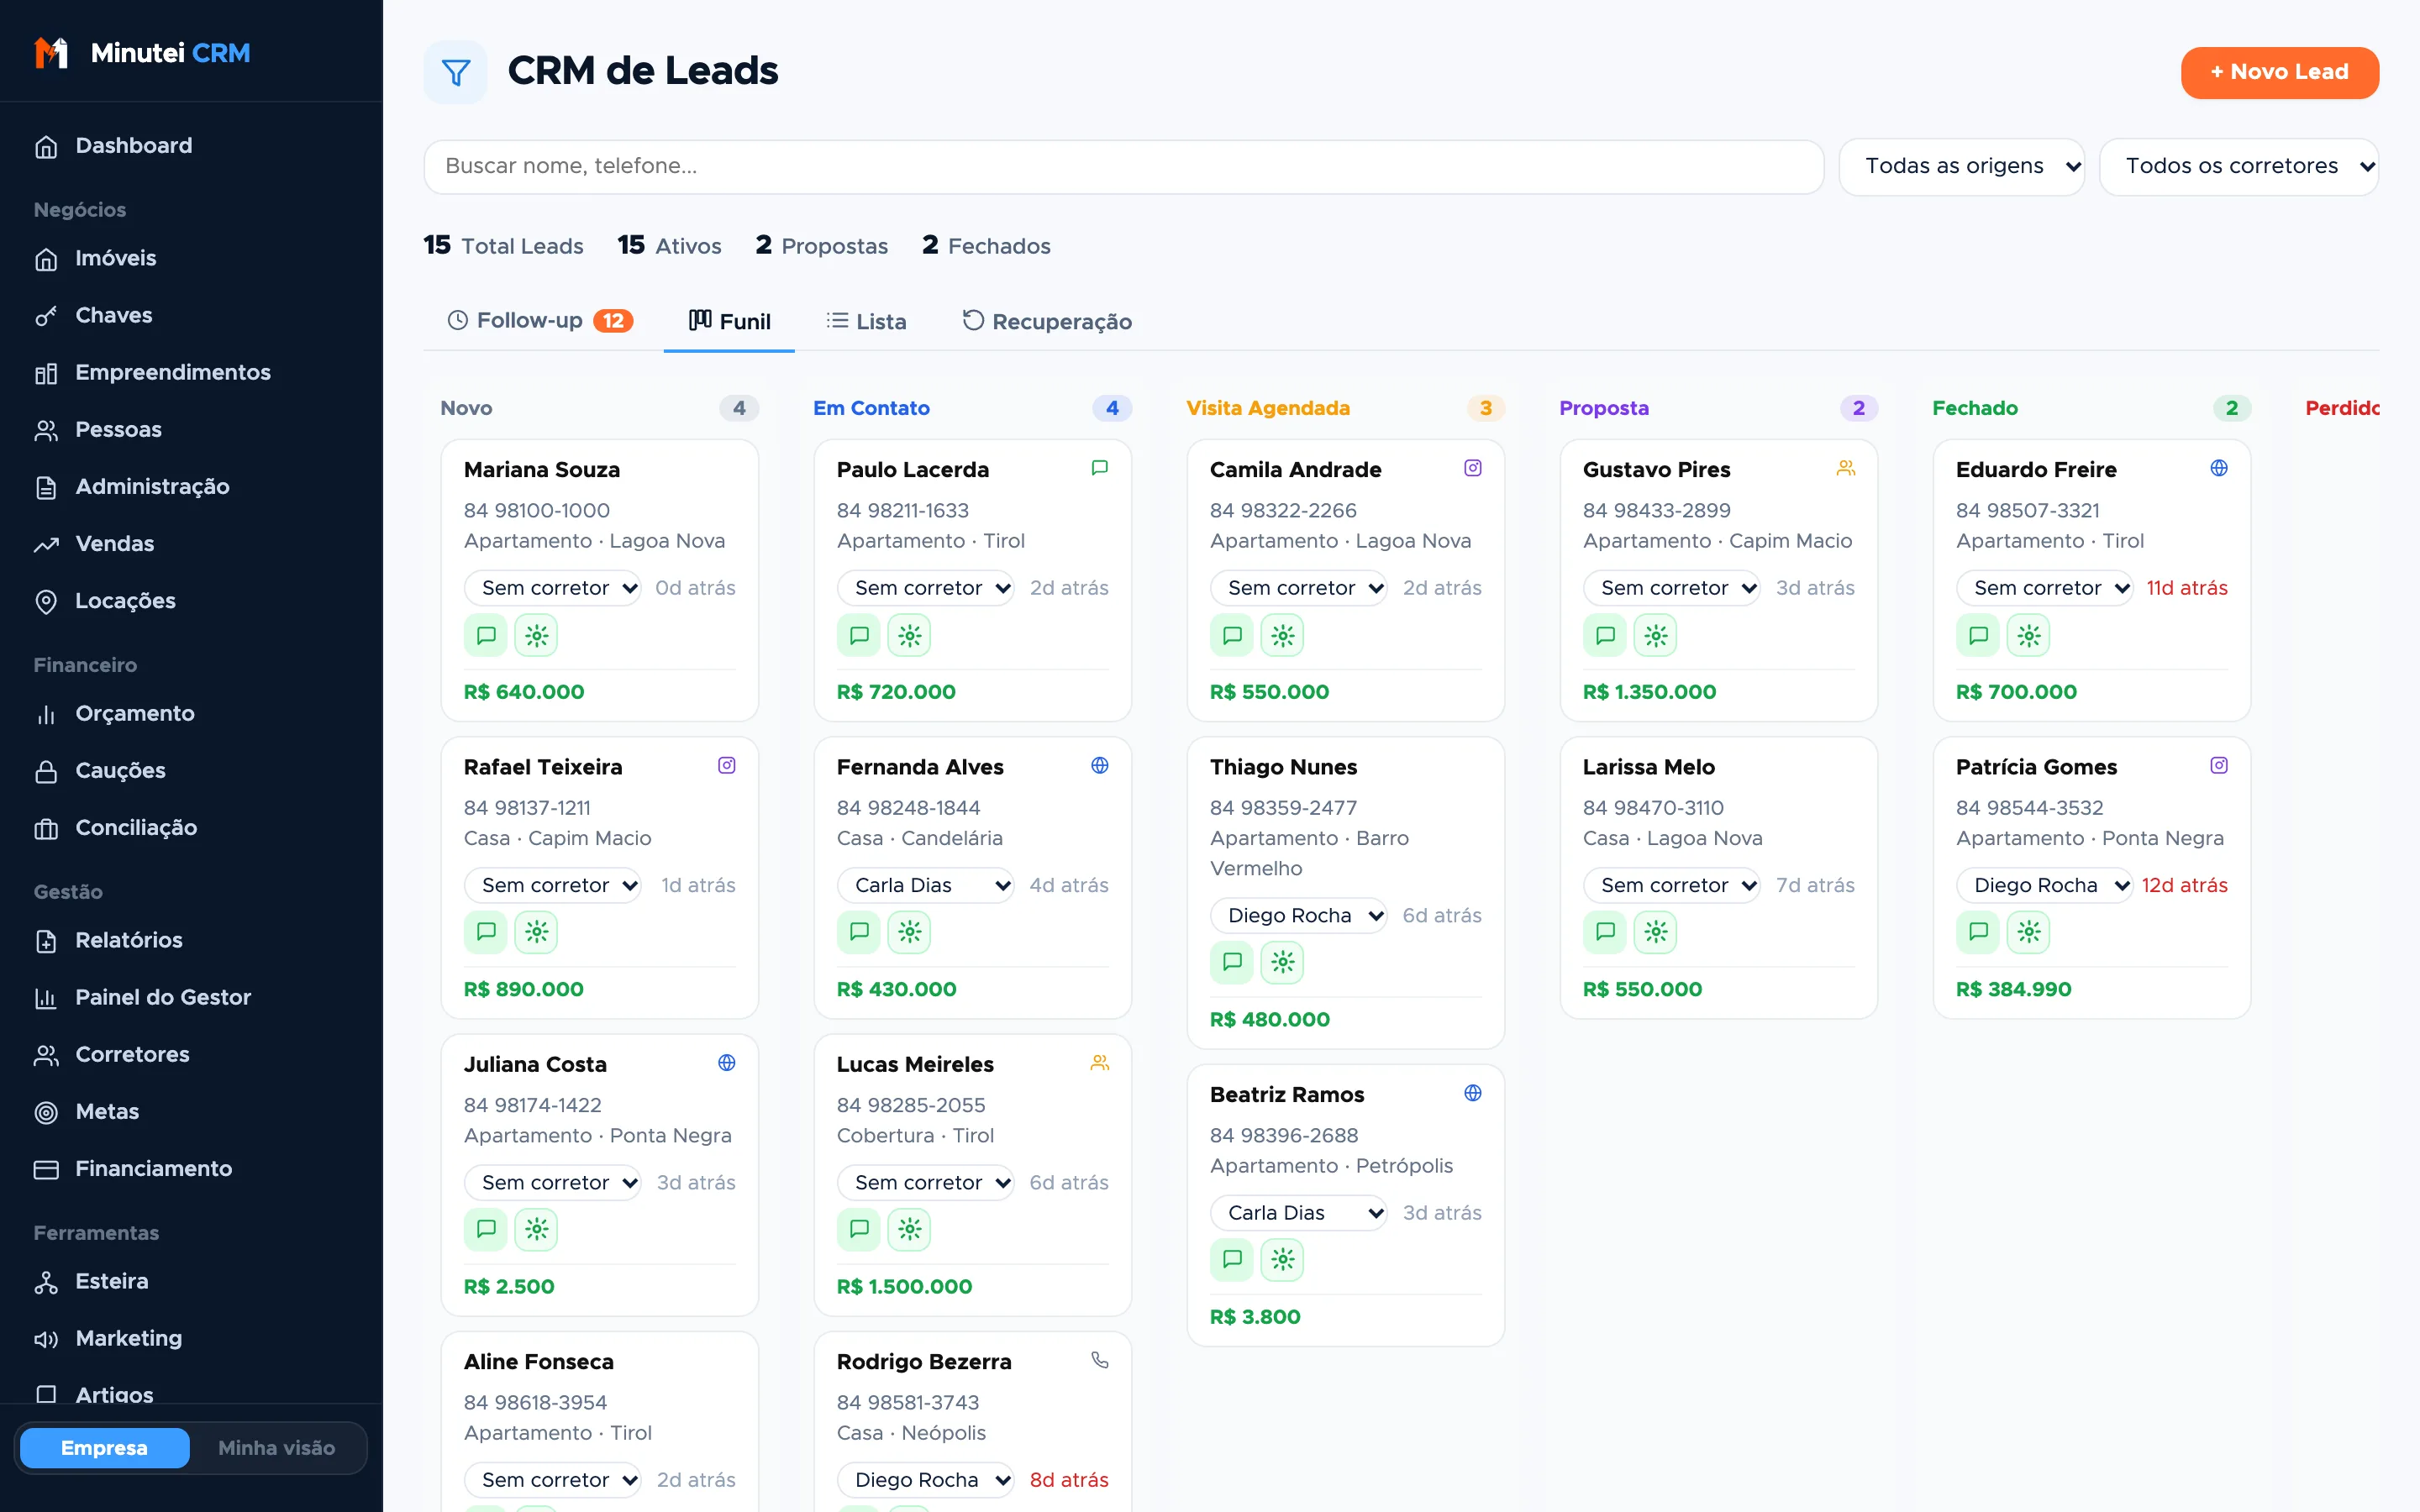 Minutei CRM
Dashboard
Negócios
Imóveis
Chaves
Empreendimentos
Pessoas
Administração
Vendas
Locações
Financeiro
Orçamento
Cauções
Conciliação
Gestão
Relatórios
Painel do Gestor
Corretores
Metas
Financiamento
Ferramentas
Esteira
Marketing
Artigos
Empresa
Minha visão
CRM de Leads
+ Novo Lead
Buscar nome, telefone...
Todas as origens
Todos os corretores
15 Total Leads
15 Ativos
2 Propostas
2 Fechados
Follow-up 12
Funil
Lista
Recuperação
Novo 4
Mariana Souza
84 98100-1000
Apartamento · Lagoa Nova
Sem corretor 0d atrás
R$ 640.000
Rafael Teixeira
84 98137-1211
Casa · Capim Macio
Sem corretor 1d atrás
R$ 890.000
Juliana Costa
84 98174-1422
Apartamento · Ponta Negra
Sem corretor 3d atrás
R$ 2.500
Aline Fonseca
84 98618-3954
Apartamento · Tirol
Sem corretor 2d atrás
Em Contato 4
Paulo Lacerda
84 98211-1633
Apartamento · Tirol
Sem corretor 2d atrás
R$ 720.000
Fernanda Alves
84 98248-1844
Casa · Candelária
Carla Dias 4d atrás
R$ 430.000
Lucas Meireles
84 98285-2055
Cobertura · Tirol
Sem corretor 6d atrás
R$ 1.500.000
Rodrigo Bezerra
84 98581-3743
Casa · Neópolis
Diego Rocha 8d atrás
Visita Agendada 3
Camila Andrade
84 98322-2266
Apartamento · Lagoa Nova
Sem corretor 2d atrás
R$ 550.000
Thiago Nunes
84 98359-2477
Apartamento · Barro
Vermelho
Diego Rocha 6d atrás
R$ 480.000
Beatriz Ramos
84 98396-2688
Apartamento · Petrópolis
Carla Dias 3d atrás
R$ 3.800
Proposta 2
Gustavo Pires
84 98433-2899
Apartamento · Capim Macio
Sem corretor 3d atrás
R$ 1.350.000
Larissa Melo
84 98470-3110
Casa · Lagoa Nova
Sem corretor 7d atrás
R$ 550.000
Fechado 2
Eduardo Freire
84 98507-3321
Apartamento · Tirol
Sem corretor 11d atrás
R$ 700.000
Patrícia Gomes
84 98544-3532
Apartamento · Ponta Negra
Diego Rocha 12d atrás
R$ 384.990
Perdido